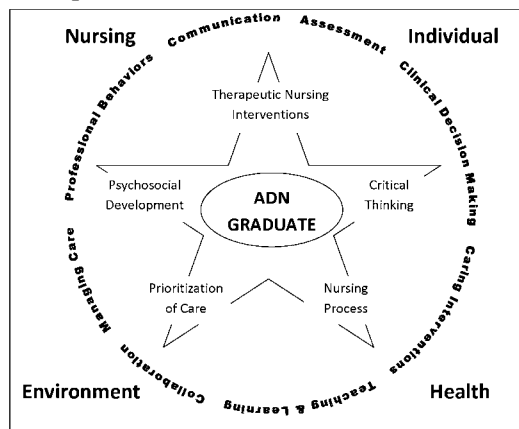 Nursing
Individual
Communication
Assessment
Clinical Decision Making
Caring Interventions
Teaching & Learning
Collaboration
Managing Care
Professional Behaviors
Therapeutic Nursing
Interventions
Psychosocial
Development
ADN
GRADUATE
Critical
Thinking
Prioritization
of Care
Nursing
Process
Environment
Health